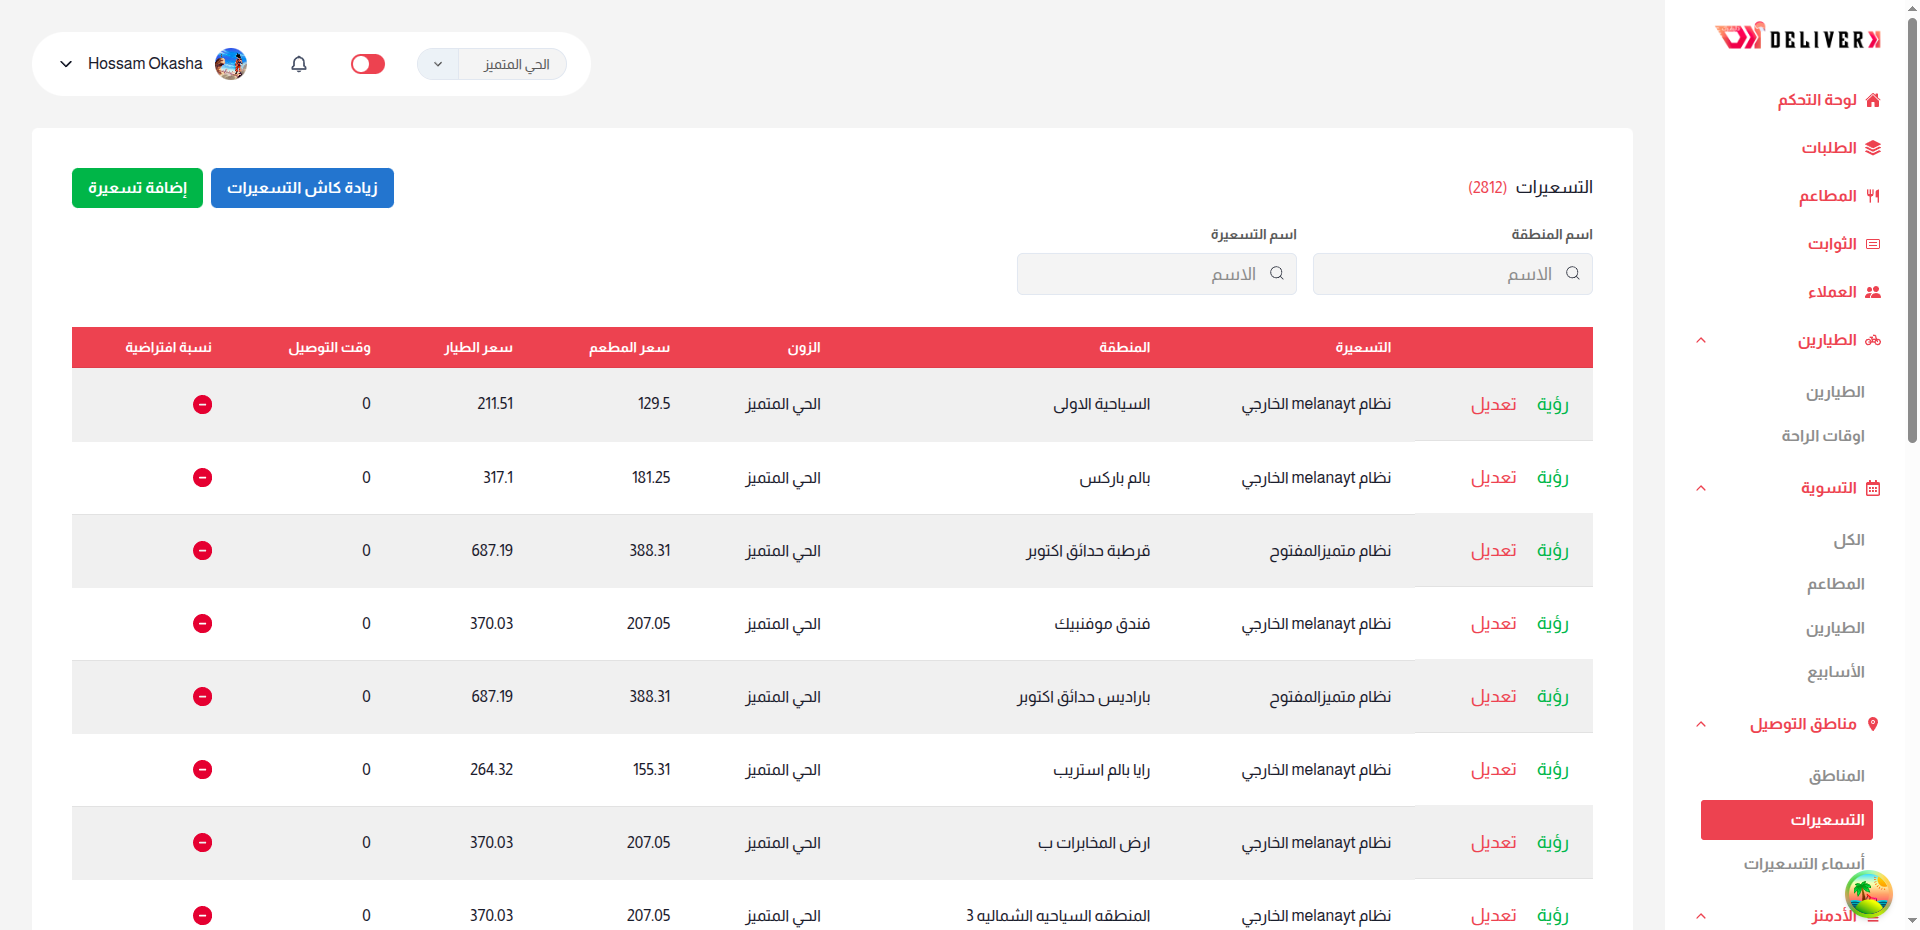 DELIVER
لوحة التحكم
الطلبات
المطاعم
الثوابت
العملاء
الطيارين
الطيارين
اوقات الراحة
التسوية
الكل
المطاعم
الطيارين
الأسابيع
مناطق التوصيل
المناطق
التسعيرات
أسماء التسعيرات
الأدمنز
الحي المتميز
Hossam Okasha
التسعيرات (2812)
زيادة كاش التسعيرات إضافة تسعيرة
اسم المنطقة اسم التسعيرة
الاسم الاسم
التسعيرة المنطقة الزون سعر المطعم سعر الطيار وقت التوصيل نسبة افتراضية
رؤية تعديل نظام melanayt الخارجي السياحية الاولى الحي المتميز 129.5 211.51 0
رؤية تعديل نظام melanayt الخارجي بالم باركس الحي المتميز 181.25 317.1 0
رؤية تعديل نظام متميزالمفتوح قرطبة حدائق اكتوبر الحي المتميز 388.31 687.19 0
رؤية تعديل نظام melanayt الخارجي فندق موفنبيك الحي المتميز 207.05 370.03 0
رؤية تعديل نظام متميزالمفتوح باراديس حدائق اكتوبر الحي المتميز 388.31 687.19 0
رؤية تعديل نظام melanayt الخارجي رايا بالم استريب الحي المتميز 155.31 264.32 0
رؤية تعديل نظام melanayt الخارجي ارض المخابرات ب الحي المتميز 207.05 370.03 0
رؤية تعديل نظام melanayt الخارجي المنطقه السياحيه الشماليه 3 الحي المتميز 207.05 370.03 0